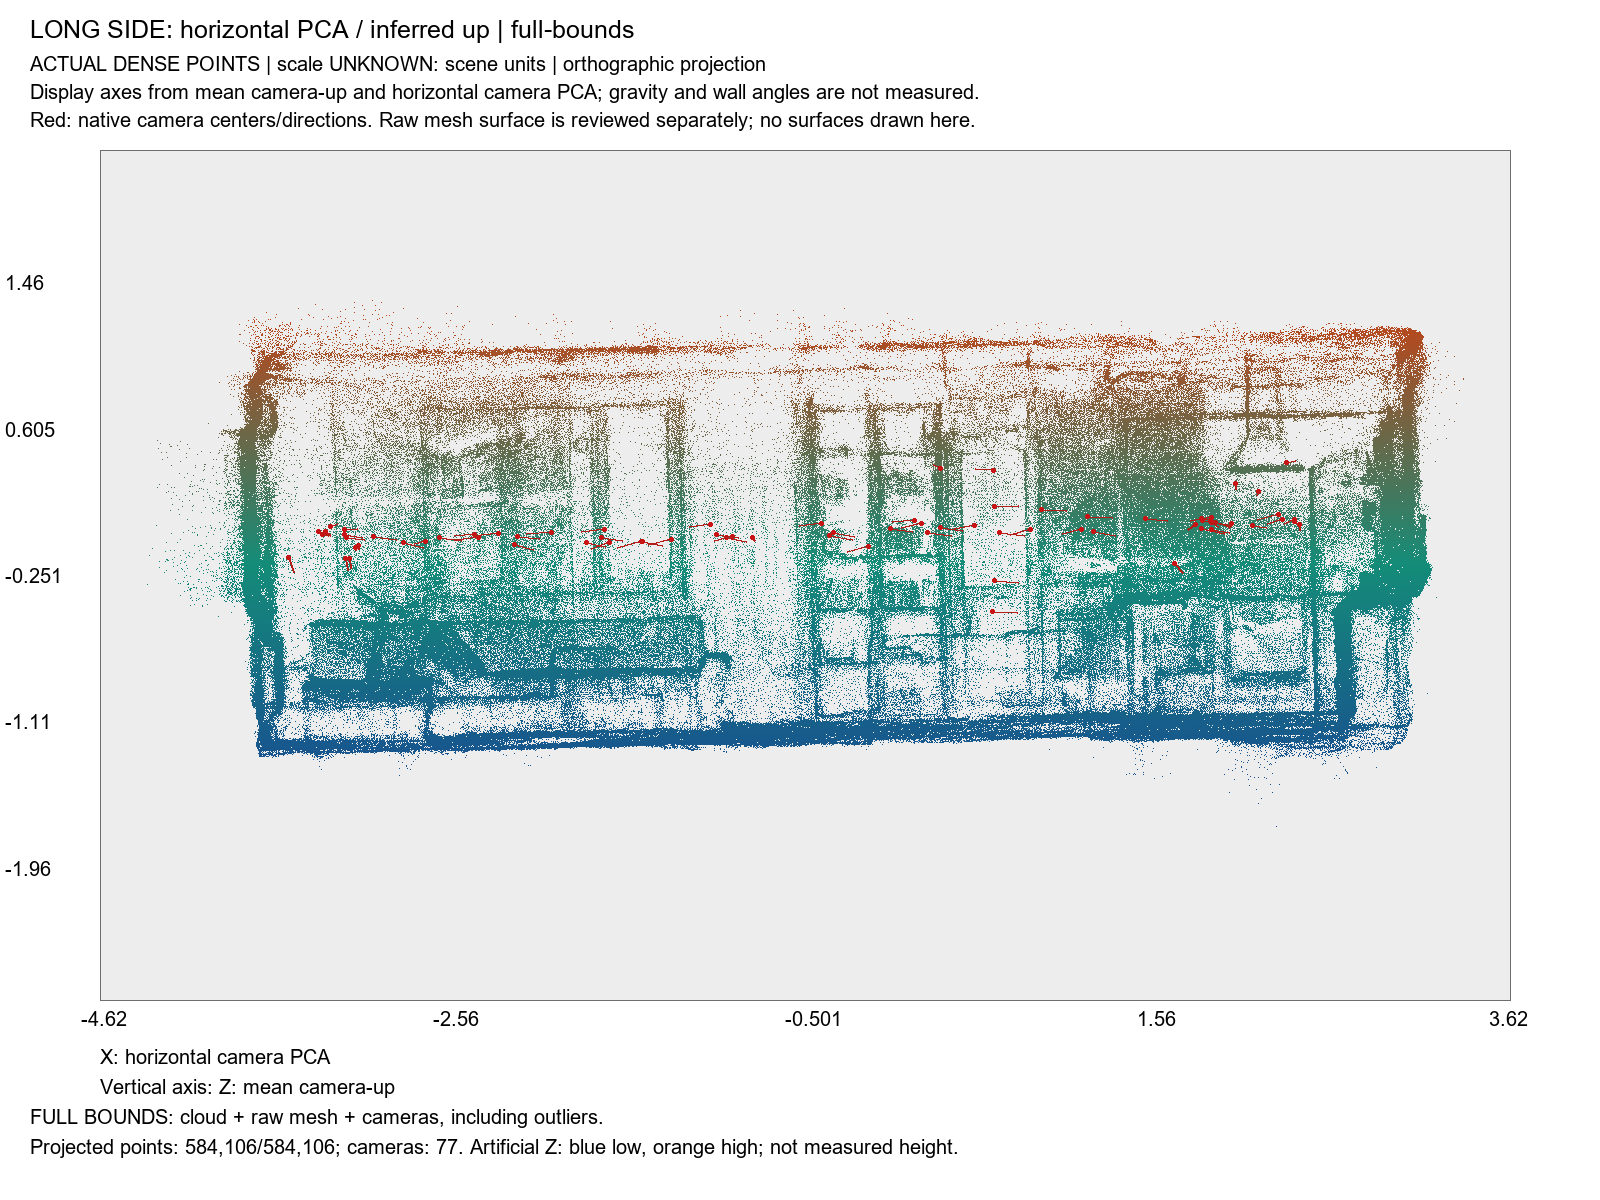 LONG SIDE: horizontal PCA / inferred up | full-bounds
ACTUAL DENSE POINTS | scale UNKNOWN: scene units | orthographic projection
Display axes from mean camera-up and horizontal camera PCA; gravity and wall angles are not measured.
Red: native camera centers/directions. Raw mesh surface is reviewed separately; no surfaces drawn here.
1.46
0.605
-0.251
-1.11
-1.96
-4.62 -2.56 -0.501 1.56 3.62
X: horizontal camera PCA
Vertical axis: Z: mean camera-up
FULL BOUNDS: cloud + raw mesh + cameras, including outliers.
Projected points: 584,106/584,106; cameras: 77. Artificial Z: blue low, orange high; not measured height.